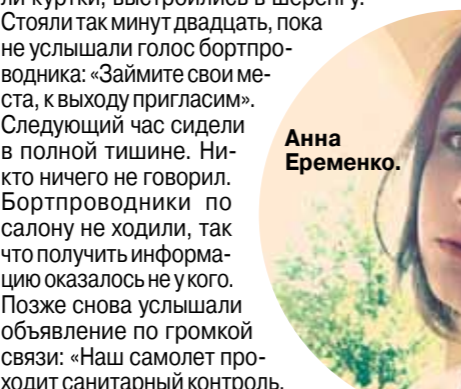 ли куртки, выстроились в шеренгу.
Стояли так минут двадцать, пока
не услышали голос бортпро-
водника: «Займите свои ме-
ста, к выходу пригласим».
Следующий час сидели
в полной тишине. Ни-
кто ничего не говорил.
Бортпроводники по
салону не ходили, так
что получить информа-
цию оказалось не у кого.
Позже снова услышали
объявление по громкой
связи: «Наш самолет про-
ходит санитарный контроль.
Анна
Еременко.